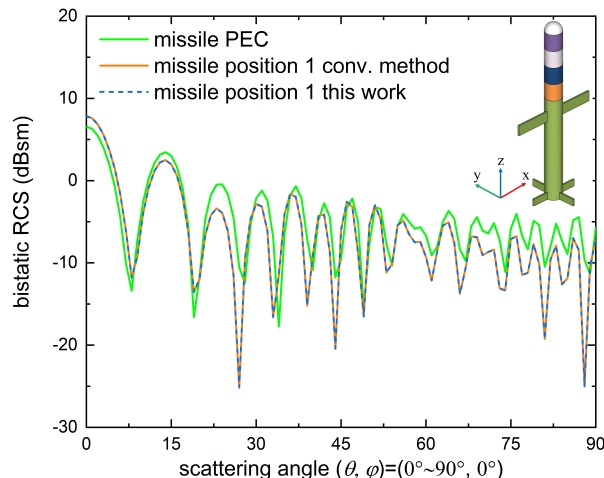 missile PEC
missile position 1 conv. method
missile position 1 this work
20
10
0
-10
-20
-30
bistatic RCS (dBsm)
z
y
x
0
15
30
45
60
75
90
scattering angle (θ, φ)=(0°~90°, 0°)